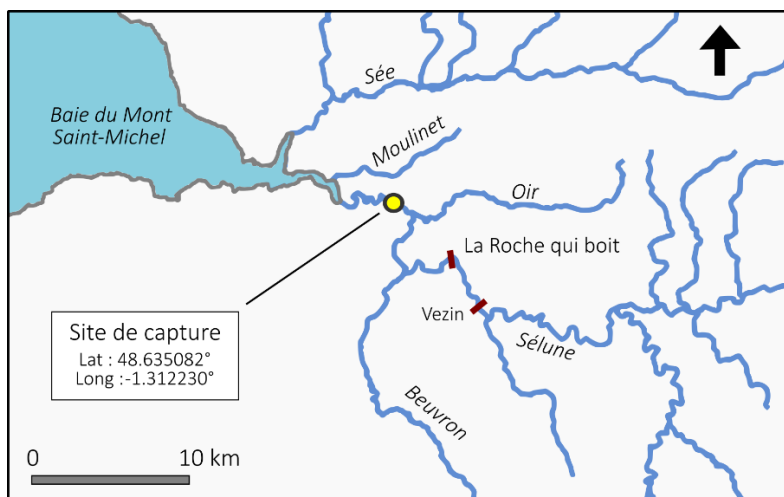 Sée
Baie du Mont
Saint-Michel
Moulinet
Oir
La Roche qui boit
Vezin
Site de capture
Lat : 48.635082°
Long :-1.312230°
Sélune
Beuvron
0
10 km